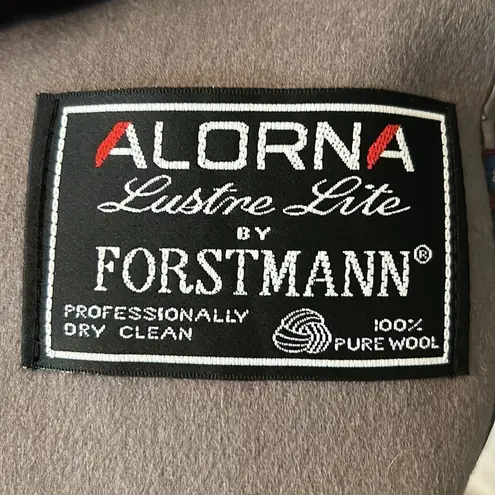 ALORNA
Lustre Lite
BY
FORSTMANN®
PROFESSIONALLY
DRY CLEAN
100%
PURE WOOL